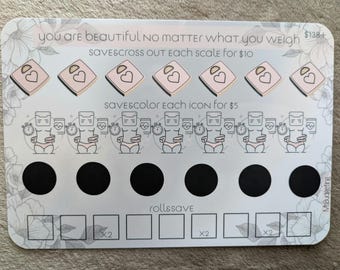 you are beautiful no matter what you weigh $138+
save&cross out each scale for $10
save&color each icon for $5
roll&save
x2 x2